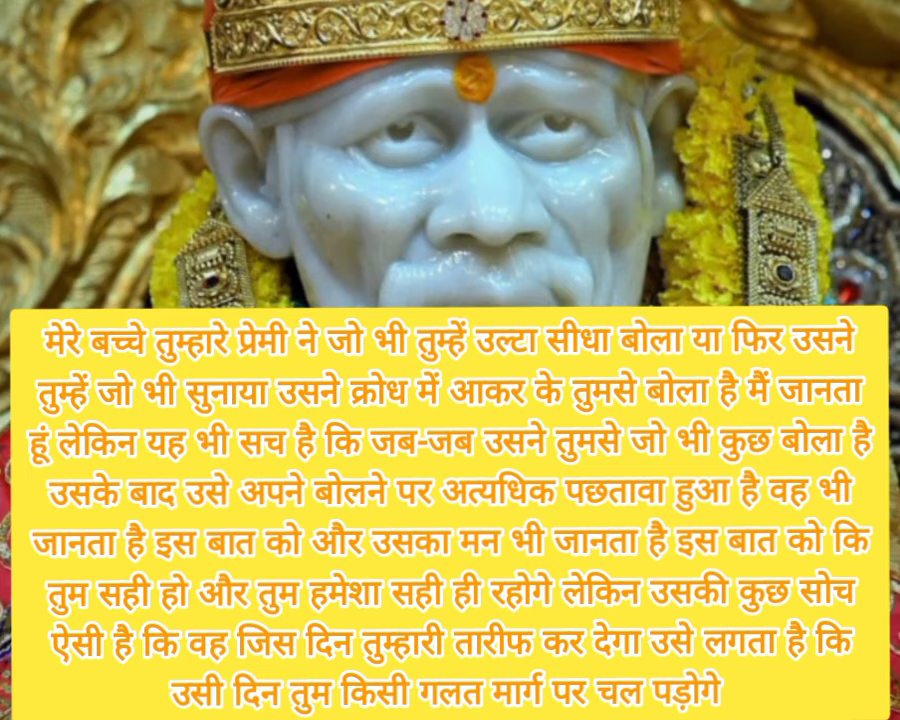 मेरे बच्चे तुम्हारे प्रेमी ने जो भी तुम्हें उल्टा सीधा बोला या फिर उसने
तुम्हें जो भी सुनाया उसने क्रोध में आकर के तुमसे बोला है मैं जानता
हूं लेकिन यह भी सच है कि जब-जब उसने तुमसे जो भी कुछ बोला है
उसके बाद उसे अपने बोलने पर अत्यधिक पछतावा हुआ है वह भी
जानता है इस बात को और उसका मन भी जानता है इस बात को कि
तुम सही हो और तुम हमेशा सही ही रहोगे लेकिन उसकी कुछ सोच
ऐसी है कि वह जिस दिन तुम्हारी तारीफ कर देगा उसे लगता है कि
उसी दिन तुम किसी गलत मार्ग पर चल पड़ोगे